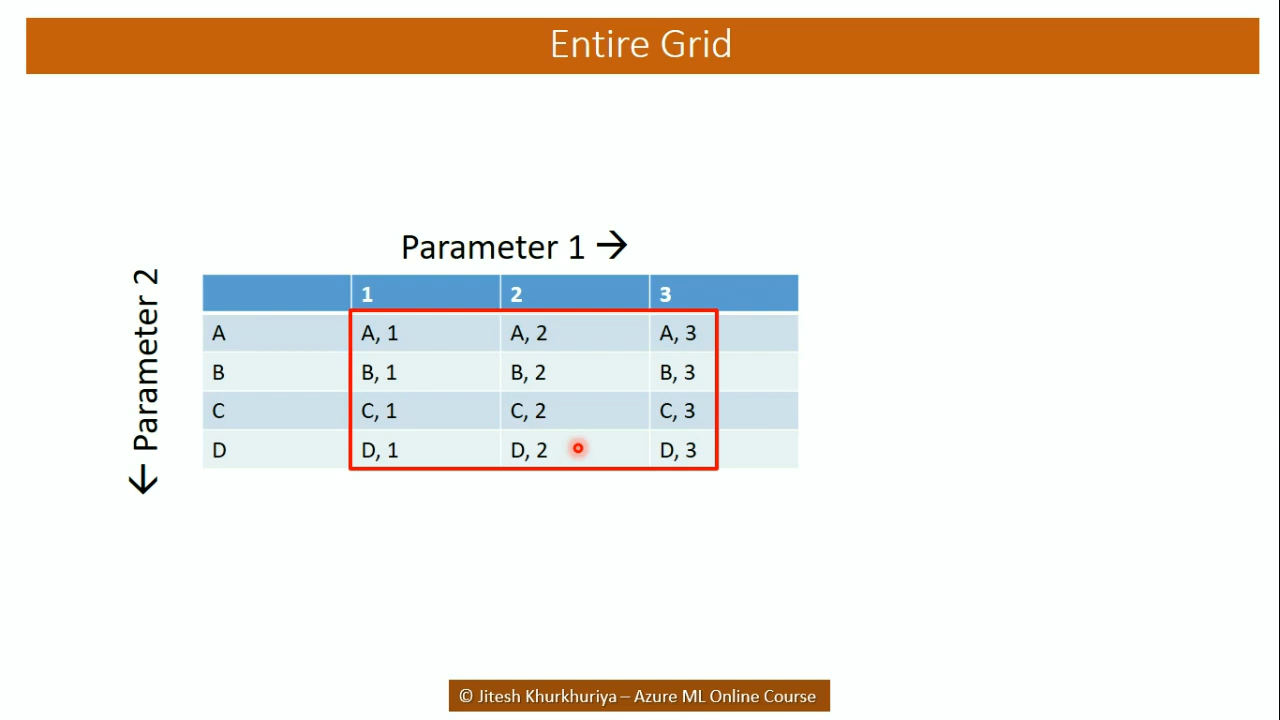 Entire Grid
Parameter 1 →
← Parameter 2
1 2 3
A A, 1 A, 2 A, 3
B B, 1 B, 2 B, 3
C C, 1 C, 2 C, 3
D D, 1 D, 2 D, 3
© Jitesh Khurkhuriya – Azure ML Online Course